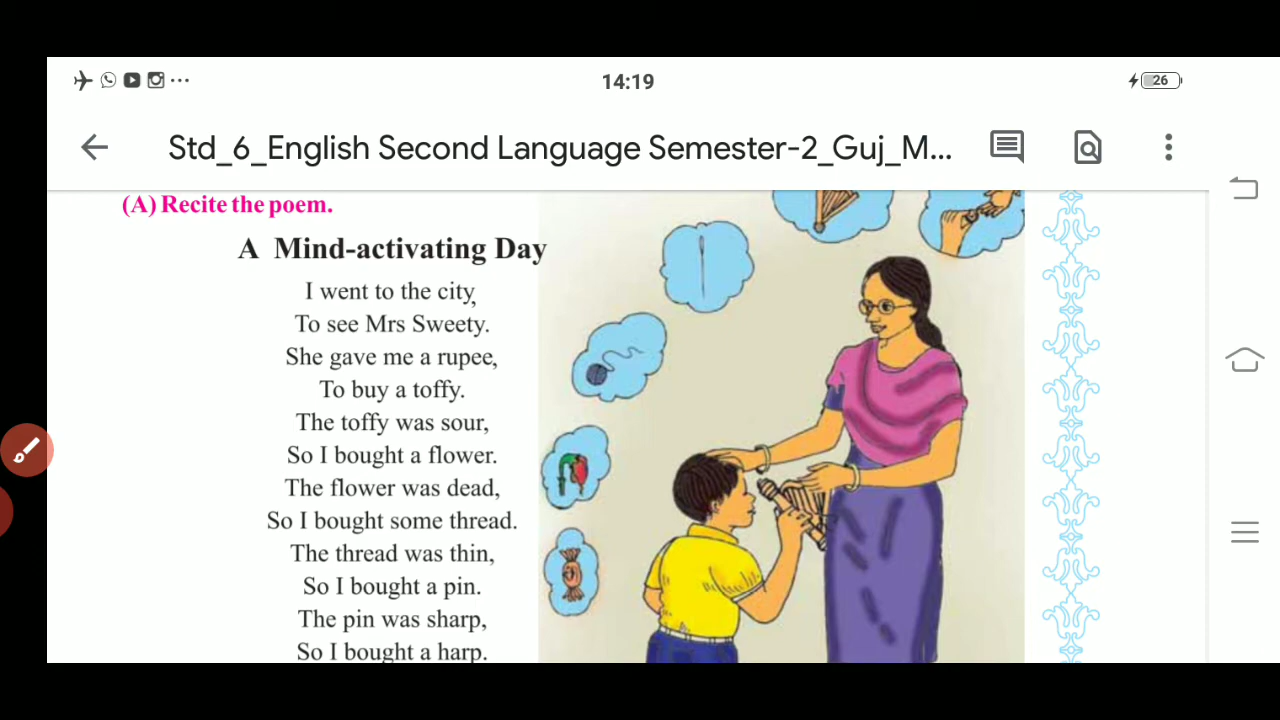 14:19
26
Std_6_English Second Language Semester-2_Guj_M...
(A) Recite the poem.
A Mind-activating Day
I went to the city,
To see Mrs Sweety.
She gave me a rupee,
To buy a toffy.
The toffy was sour,
So I bought a flower.
The flower was dead,
So I bought some thread.
The thread was thin,
So I bought a pin.
The pin was sharp,
So I bought a harp.